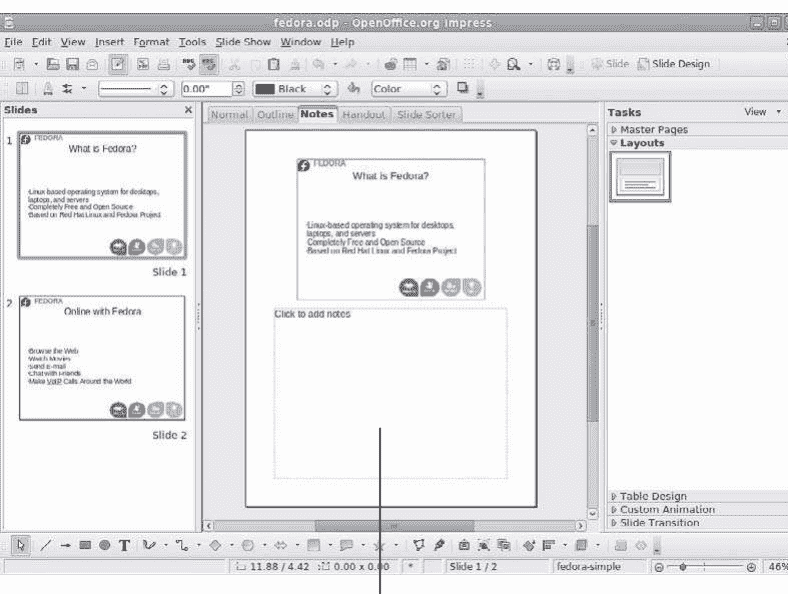 fedora.odp - OpenOffice.org Impress
File Edit View Insert Format Tools Slide Show Window Help
Slide Slide Design
0.00" Black Color
Slides
Normal Outline Notes Handout Slide Sorter
Tasks View
Master Pages
Layouts
1
FEDORA
What is Fedora?
Linux based operating system for desktops,
laptops, and servers
Completely Free and Open Source
Based on Red Hat Linux and Fedora Project
Slide 1
2
FEDORA
Online with Fedora
Browse the Web
Watch Movies
Send E-mail
Chat with Friends
Make VoIP Calls Around the World
Slide 2
FEDORA
What is Fedora?
Linux-based operating system for desktops,
laptops, and servers
Completely Free and Open Source
Based on Red Hat Linux and Fedora Project
Click to add notes
Table Design
Custom Animation
Slide Transition
11.88 / 4.42 0.00 x 0.00 * Slide 1 / 2 fedora-simple 46%